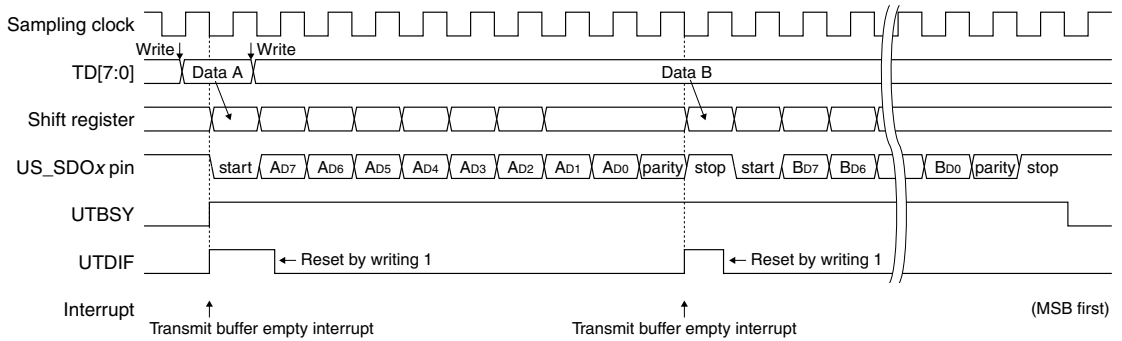 Sampling clock
Write Write
TD[7:0] Data A Data B
Shift register
US_SDOx pin start AD7 AD6 AD5 AD4 AD3 AD2 AD1 AD0 parity stop start BD7 BD6 BD0 parity stop
UTBSY
UTDIF ← Reset by writing 1 ← Reset by writing 1
Interrupt (MSB first)
Transmit buffer empty interrupt Transmit buffer empty interrupt